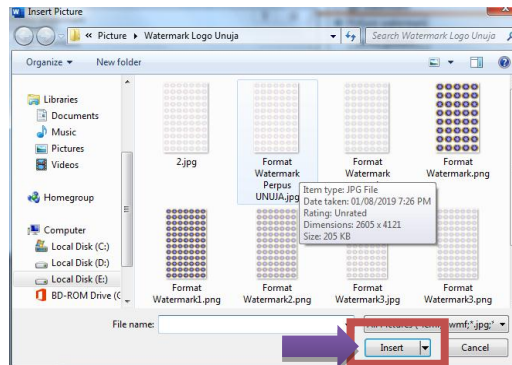 Insert Picture
« Picture ▸ Watermark Logo Unuja
Search Watermark Logo Unuja
Organize
New folder
Libraries
Documents
Music
Pictures
Videos
Homegroup
Computer
Local Disk (C:)
Local Disk (D:)
Local Disk (E:)
BD-ROM Drive (
2.jpg
Format
Watermark
Perpus
UNUJA.jpg
Format
Watermark
Format
Watermark.png
Item type: JPG File
Date taken: 01/08/2019 7:26 PM
Rating: Unrated
Dimensions: 2605 x 4121
Size: 205 KB
Format
Watermark1.png
Format
Watermark2.png
Format
Watermark3.jpg
Format
Watermark3.png
File name:
Insert
Cancel